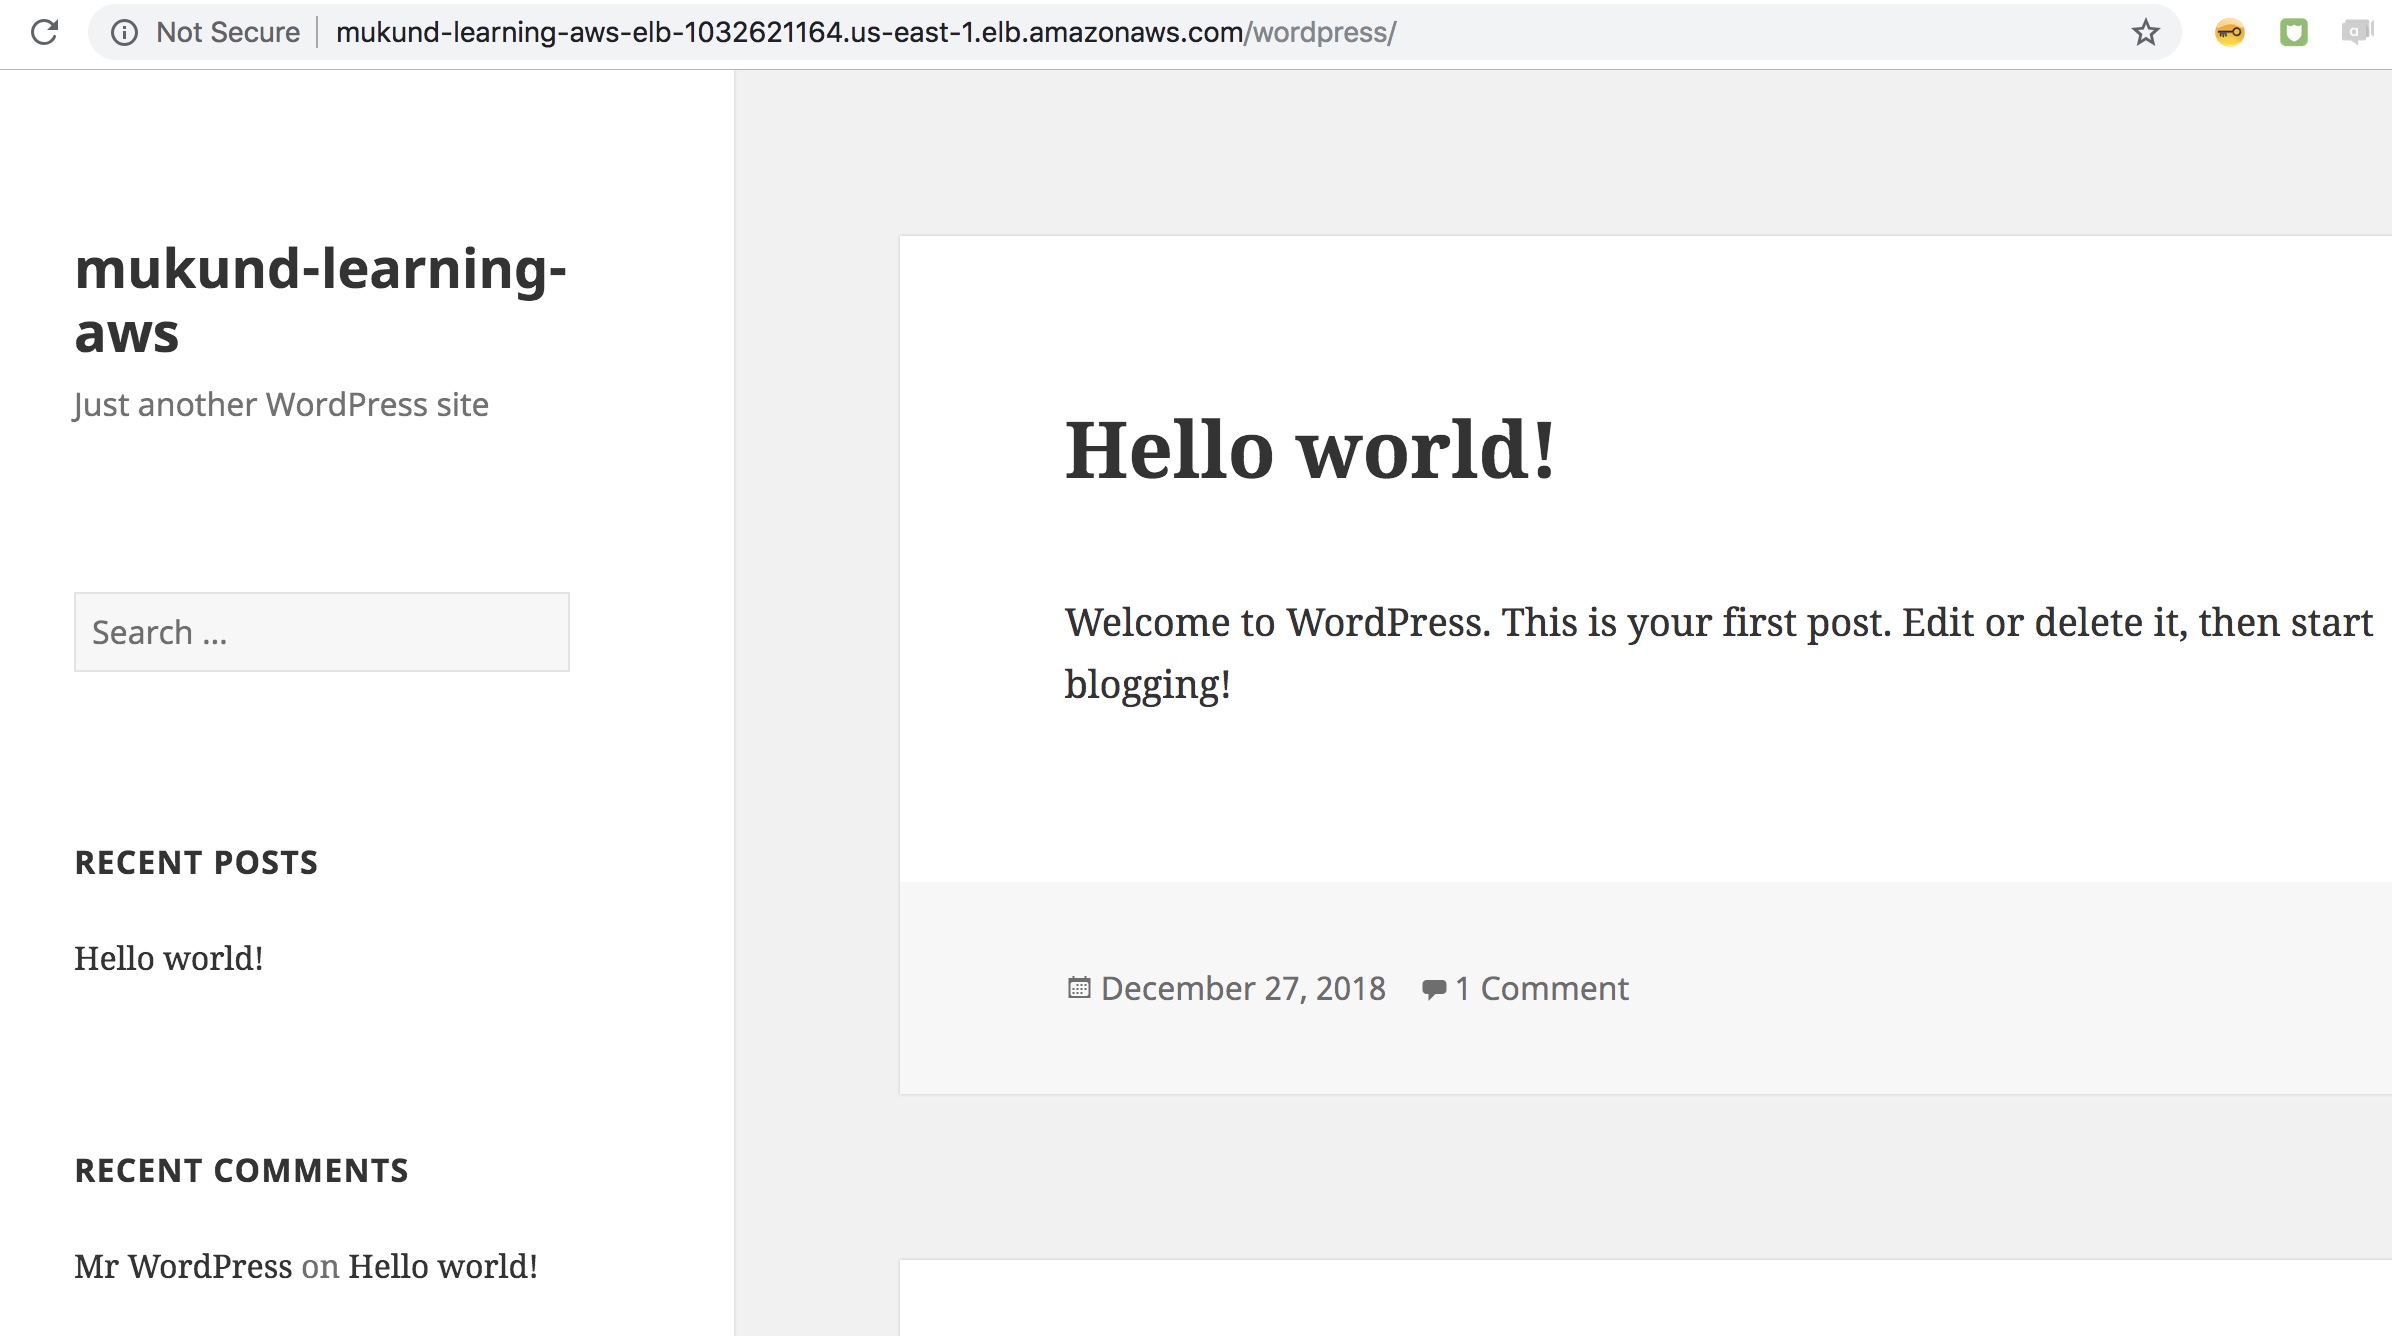 Not Secure
mukund-learning-aws-elb-1032621164.us-east-1.elb.amazonaws.com/wordpress/
mukund-learning-
aws
Just another WordPress site
Search ...
RECENT POSTS
Hello world!
RECENT COMMENTS
Mr WordPress on Hello world!
Hello world!
Welcome to WordPress. This is your first post. Edit or delete it, then start
blogging!
December 27, 2018
1 Comment